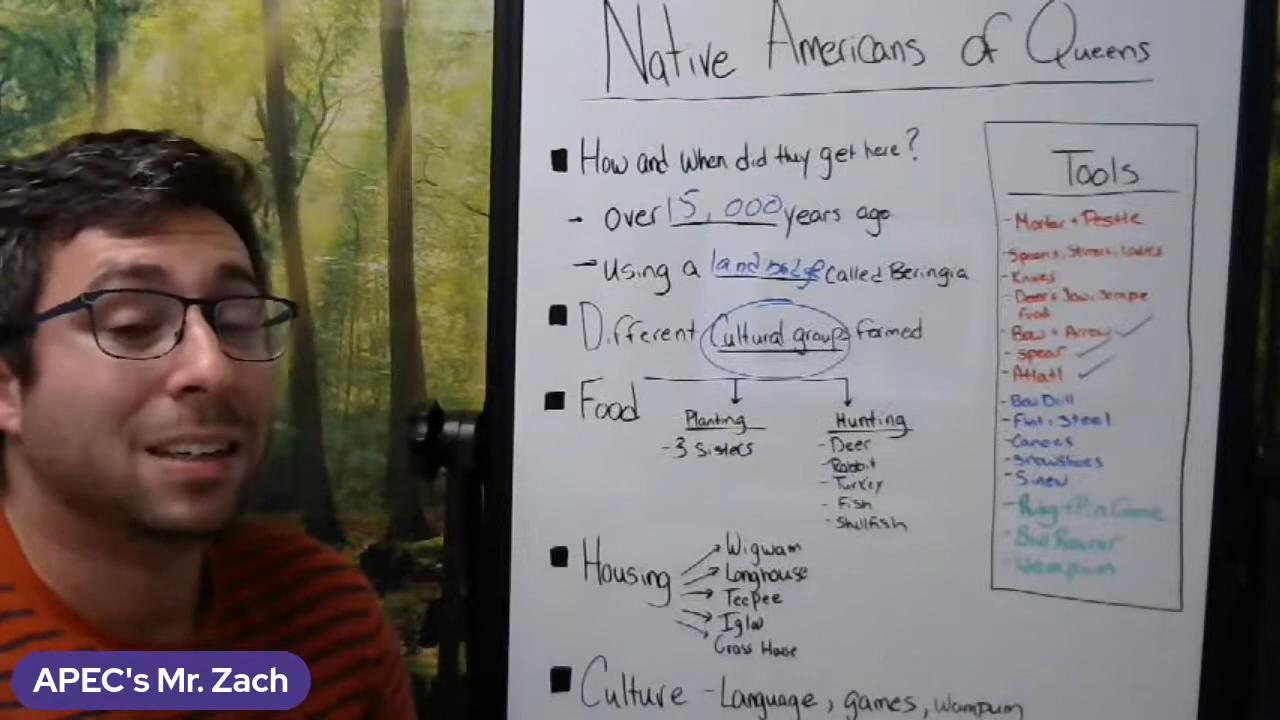 Native Americans of Queens
■ How and when did they get here?
- over 15,000 years ago
- Using a land bridge called Beringia
■ Different Cultural groups formed
■ Food
Planting
- 3 Sisters
Hunting
- Deer
- Rabbit
- Turkey
- Fish
- Shellfish
■ Housing
Wigwam
Longhouse
TeePee
Igloo
Grass House
■ Culture - Language, games, Wampum
Tools
- Mortar + Pestle
- Spoons, Stirrers, Ladles
- Knives
- Deer's Jaw, Scrape
food
- Bow + Arrow
- spear
- Atlatl
- Bow Drill
- Flint + Steel
- Canoes
- Snowshoes
- Sinew
- Ring + Pin Game
- Bull Roarer
- Wampum
APEC's Mr. Zach